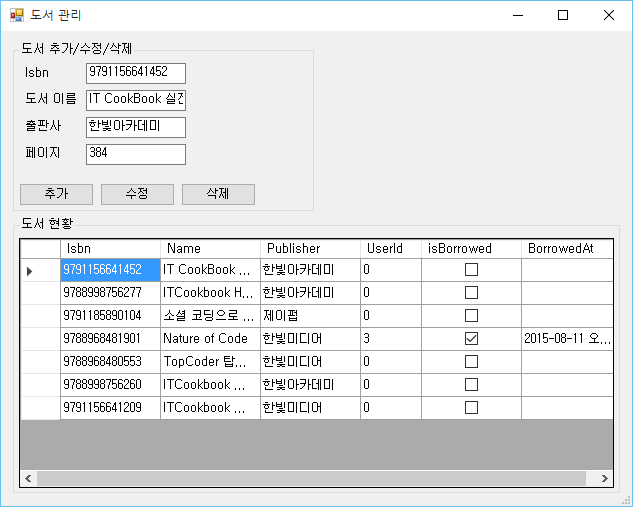 도서 관리
도서 추가/수정/삭제
Isbn 9791156641452
도서 이름 IT CookBook 실전
출판사 한빛아카데미
페이지 384
추가 수정 삭제
도서 현황
Isbn Name Publisher UserId isBorrowed BorrowedAt
9791156641452 IT CookBook ... 한빛아카데미 0
9788998756277 ITCookbook H... 한빛아카데미 0
9791185890104 소셜 코딩으로 ... 제이펍 0
9788968481901 Nature of Code 한빛미디어 3 2015-08-11 오...
9788968480553 TopCoder 탑... 한빛미디어 0
9788998756260 ITCookbook ... 한빛아카데미 0
9791156641209 ITCookbook ... 한빛미디어 0